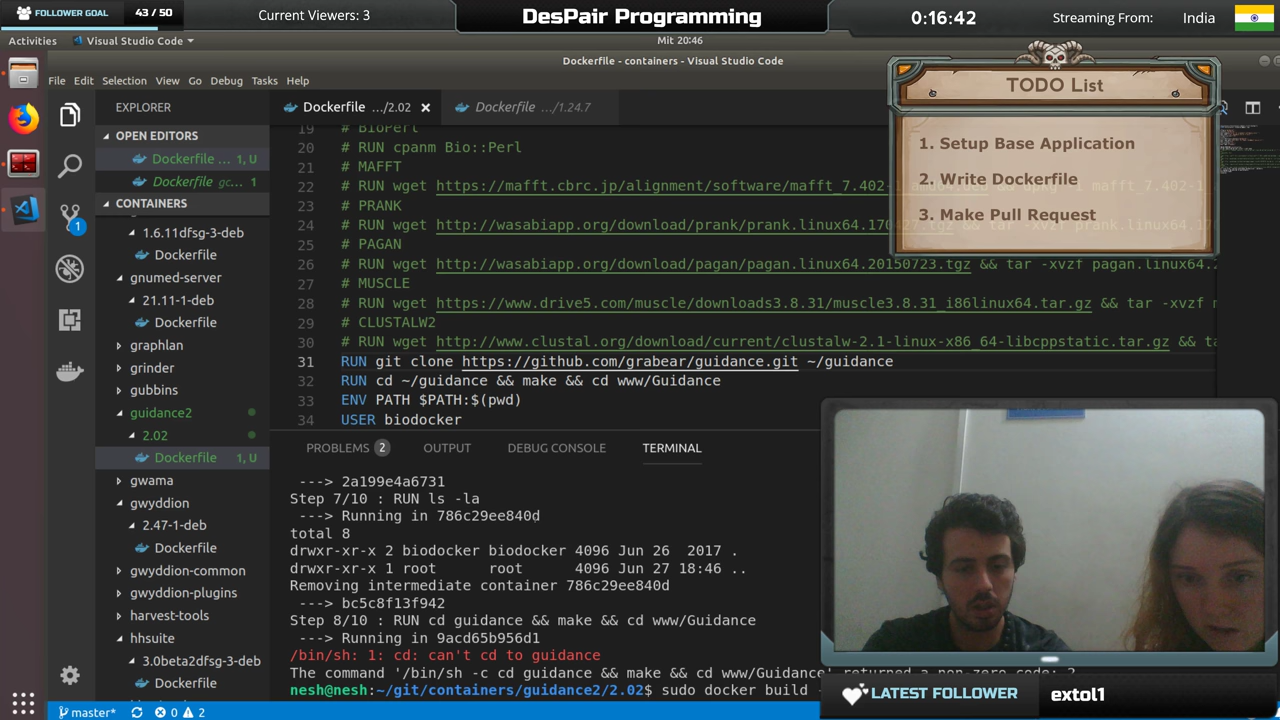 FOLLOWER GOAL
43 / 50
Current Viewers: 3
DesPair Programming
0:16:42
Streaming From:
India
Activities
Visual Studio Code
Mit 20:46
Dockerfile - containers - Visual Studio Code
File Edit Selection View Go Debug Tasks Help
TODO List
1. Setup Base Application
2. Write Dockerfile
3. Make Pull Request
EXPLORER
OPEN EDITORS
Dockerfile ... 1, U
Dockerfile gc... 1
CONTAINERS
1.6.11dfsg-3-deb
Dockerfile
gnumed-server
21.11-1-deb
Dockerfile
graphlan
grinder
gubbins
guidance2
2.02
Dockerfile 1, U
gwama
gwyddion
2.47-1-deb
Dockerfile
gwyddion-common
gwyddion-plugins
harvest-tools
hhsuite
3.0beta2dfsg-3-deb
Dockerfile
1
Dockerfile .../2.02
Dockerfile .../1.24.7
19 # BioPerl
20 # RUN cpanm Bio::Perl
21 # MAFFT
22 # RUN wget https://mafft.cbrc.jp/alignment/software/mafft_7.402-
23 # PRANK
24 # RUN wget http://wasabiapp.org/download/prank/prank.linux64.170427.tgz && tar -xvzf prank.linux64.
25 # PAGAN
26 # RUN wget http://wasabiapp.org/download/pagan/pagan.linux64.20150723.tgz && tar -xvzf pagan.linux64.
27 # MUSCLE
28 # RUN wget https://www.drive5.com/muscle/downloads3.8.31/muscle3.8.31_i86linux64.tar.gz && tar -xvzf
29 # CLUSTALW2
30 # RUN wget http://www.clustal.org/download/current/clustalw-2.1-linux-x86_64-libcppstatic.tar.gz && ta
31 RUN git clone https://github.com/grabear/guidance.git ~/guidance
32 RUN cd ~/guidance && make && cd www/Guidance
33 ENV PATH $PATH:$(pwd)
34 USER biodocker
PROBLEMS 2 OUTPUT DEBUG CONSOLE TERMINAL
---> 2a199e4a6731
Step 7/10 : RUN ls -la
---> Running in 786c29ee840d
total 8
drwxr-xr-x 2 biodocker biodocker 4096 Jun 26 2017 .
drwxr-xr-x 1 root root 4096 Jun 27 18:46 ..
Removing intermediate container 786c29ee840d
---> bc5c8f13f942
Step 8/10 : RUN cd guidance && make && cd www/Guidance
---> Running in 9acd65b956d1
/bin/sh: 1: cd: can't cd to guidance
The command '/bin/sh -c cd guidance && make && cd www/Guidance' returned a non-zero code: 2
nesh@nesh:~/git/containers/guidance2/2.02$ sudo docker build
LATEST FOLLOWER
extol1
master* 0 2